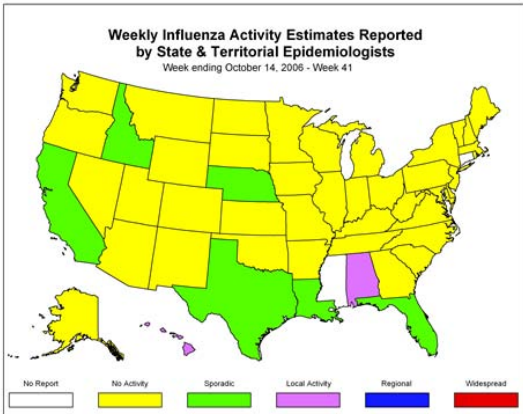 Weekly Influenza Activity Estimates Reported
by State & Territorial Epidemiologists
Week ending October 14, 2006 - Week 41
No Report
No Activity
Sporadic
Local Activity
Regional
Widespread